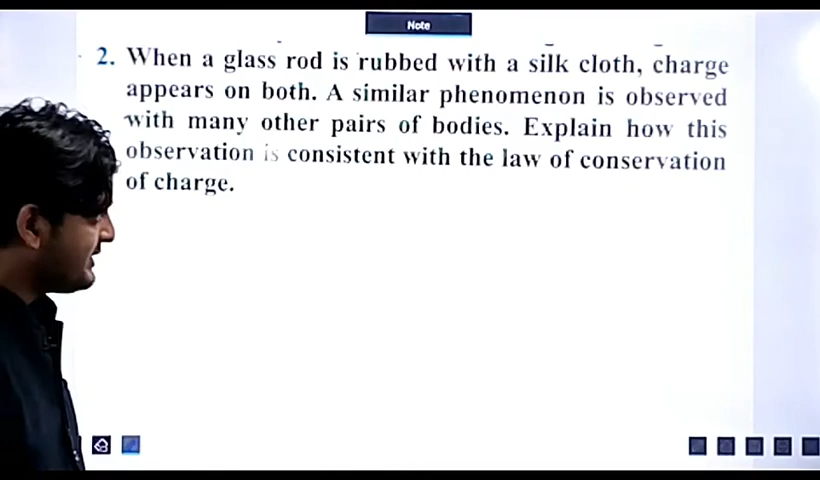 Note
2. When a glass rod is rubbed with a silk cloth, charge
appears on both. A similar phenomenon is observed
with many other pairs of bodies. Explain how this
observation is consistent with the law of conservation
of charge.